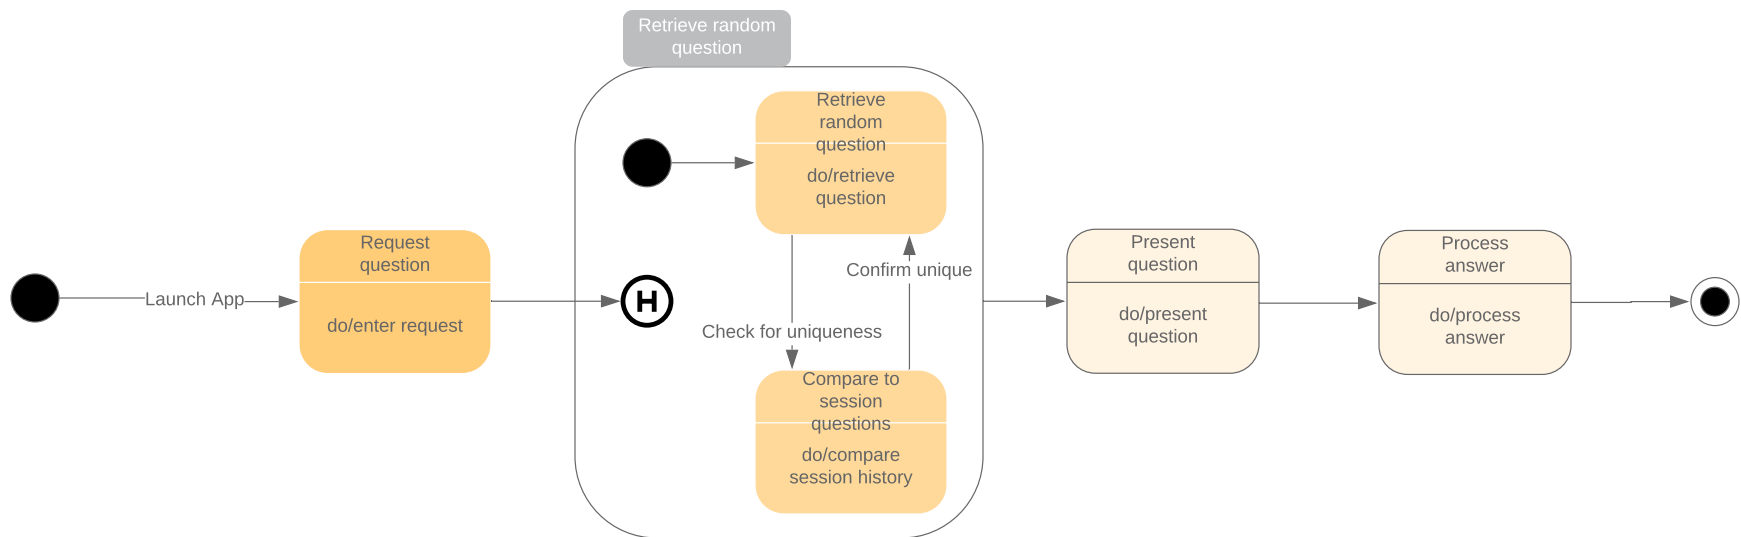 Retrieve random
question
Launch App
Request
question
do/enter request
H
Retrieve
random
question
do/retrieve
question
Confirm unique
Check for uniqueness
Compare to
session
questions
do/compare
session history
Present
question
do/present
question
Process
answer
do/process
answer